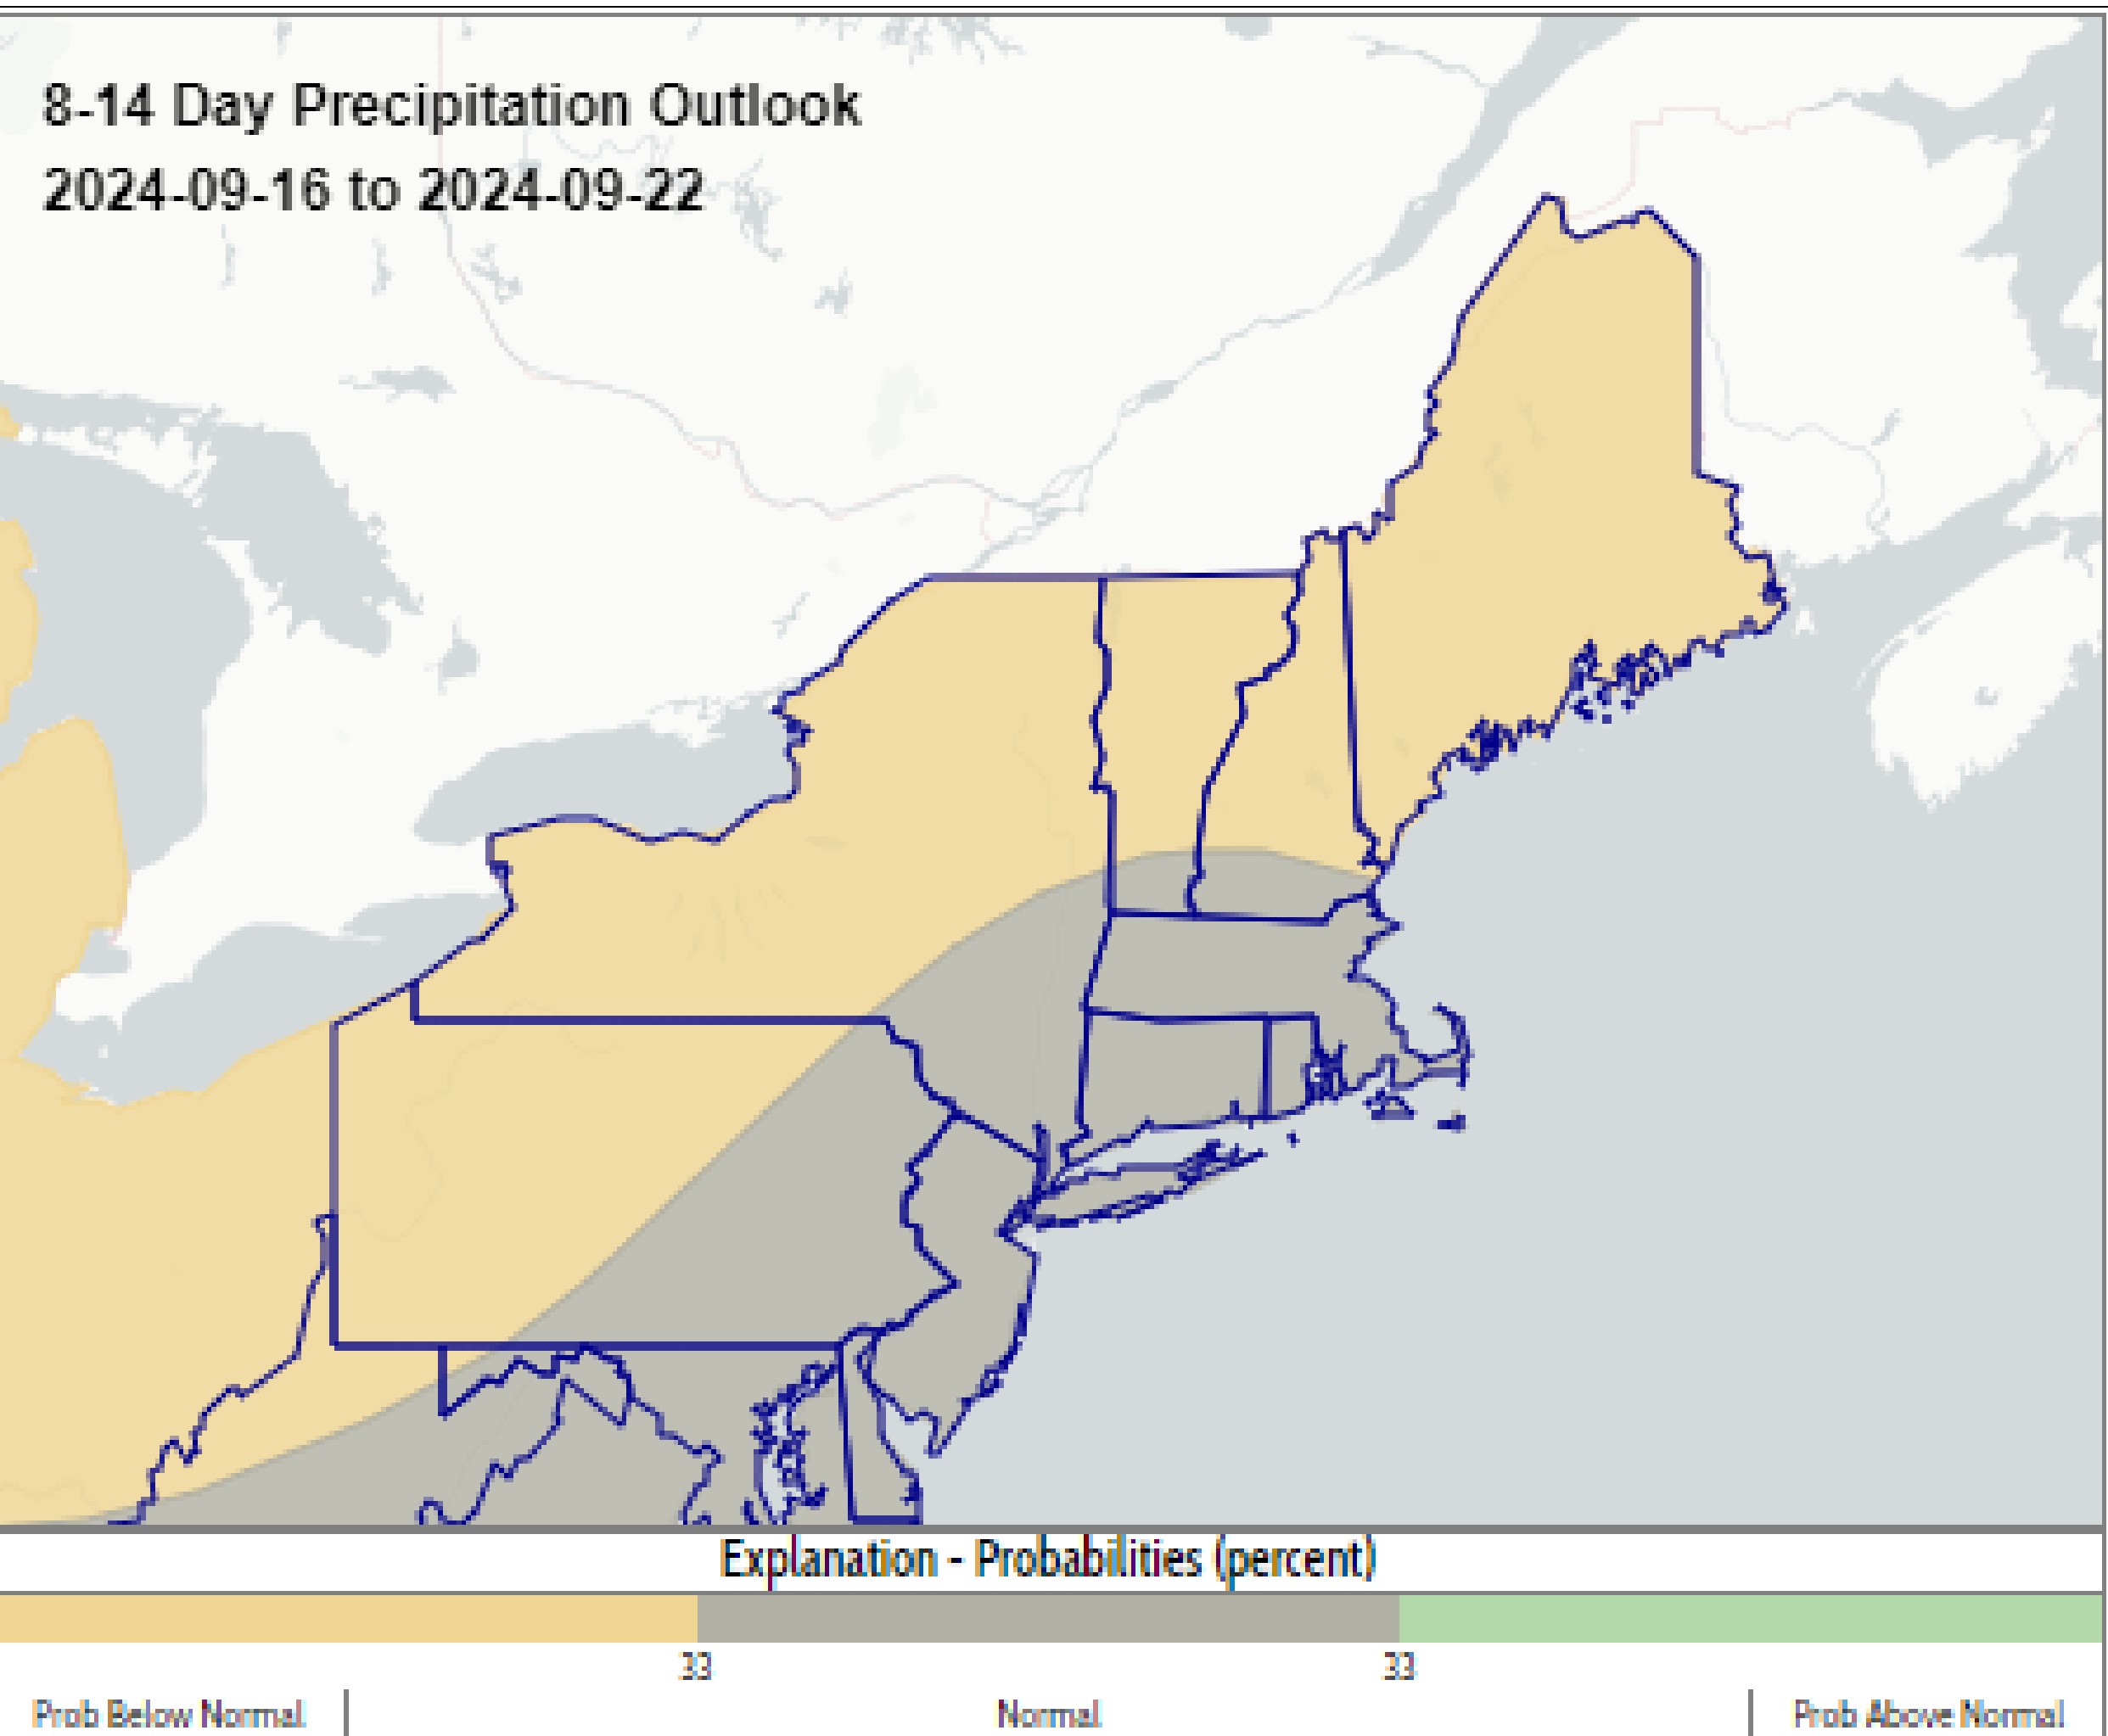 8-14 Day Precipitation Outlook
2024-09-16 to 2024-09-22
Explanation - Probabilities (percent)
33 33
Prob Below Normal Normal Prob Above Normal